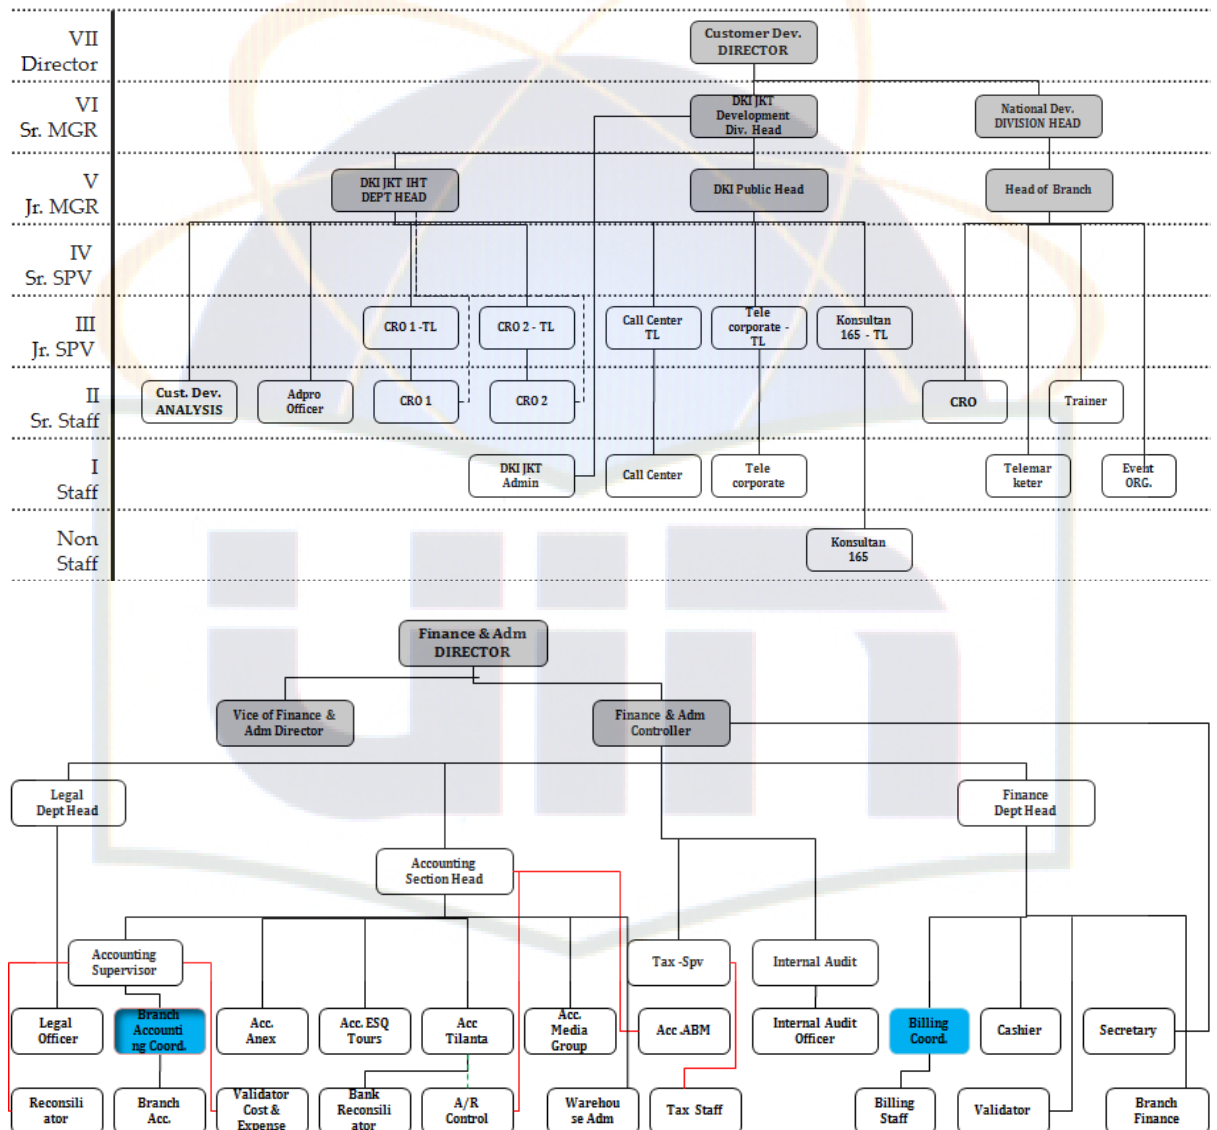 VII
Director
Customer Dev.
DIRECTOR
VI
Sr. MGR
DKI JKT
Development
Div. Head
National Dev.
DIVISION HEAD
V
Jr. MGR
DKI JKT IHT
DEPT HEAD
DKI Public Head
Head of Branch
IV
Sr. SPV
III
Jr. SPV
CRO 1 -TL
CRO 2 - TL
Call Center
TL
Tele
corporate -
TL
Konsultan
165 - TL
II
Sr. Staff
Cust. Dev.
ANALYSIS
Adpro
Officer
CRO 1
CRO 2
CRO
Trainer
I
Staff
DKI JKT
Admin
Call Center
Tele
corporate
Telemar
keter
Event
ORG.
Non
Staff
Konsultan
165
uin
Finance & Adm
DIRECTOR
Vice of Finance &
Adm Director
Finance & Adm
Controller
Legal
Dept Head
Finance
Dept Head
Accounting
Section Head
Accounting
Supervisor
Tax -Spv
Internal Audit
Legal
Officer
Branch
Accounti
ng Coord.
Acc.
Anex
Acc. ESQ
Tours
Acc
Tilanta
Acc.
Media
Group
Acc .ABM
Internal Audit
Officer
Billing
Coord.
Cashier
Secretary
Reconsili
ator
Branch
Acc.
Validator
Cost &
Expense
Bank
Reconsili
ator
A/R
Control
Warehou
se Adm
Tax Staff
Billing
Staff
Validator
Branch
Finance